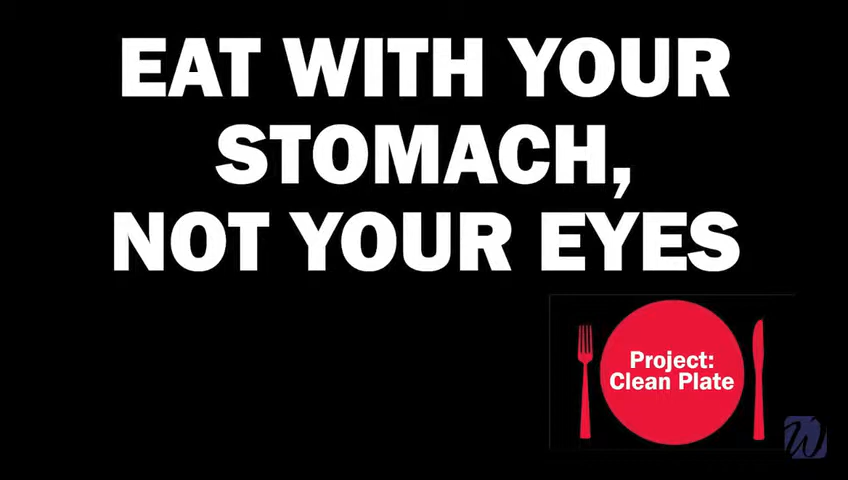 EAT WITH YOUR
STOMACH,
NOT YOUR EYES
Project:
Clean Plate
W